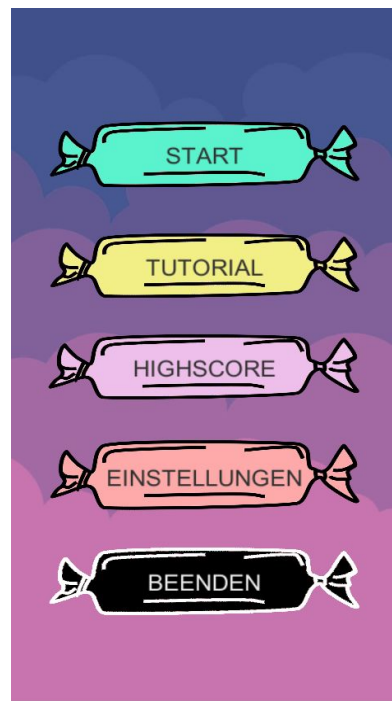 START
TUTORIAL
HIGHSCORE
EINSTELLUNGEN
BEENDEN